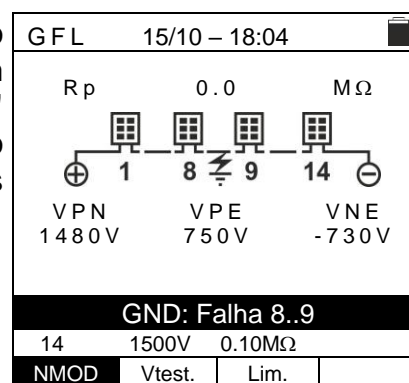 GFL 15/10 – 18:04
Rp 0.0 MΩ
1 8 9 14
VPN VPE VNE
1480V 750V -730V
GND: Falha 8..9
14 1500V 0.10MΩ
NMOD Vtest. Lim.